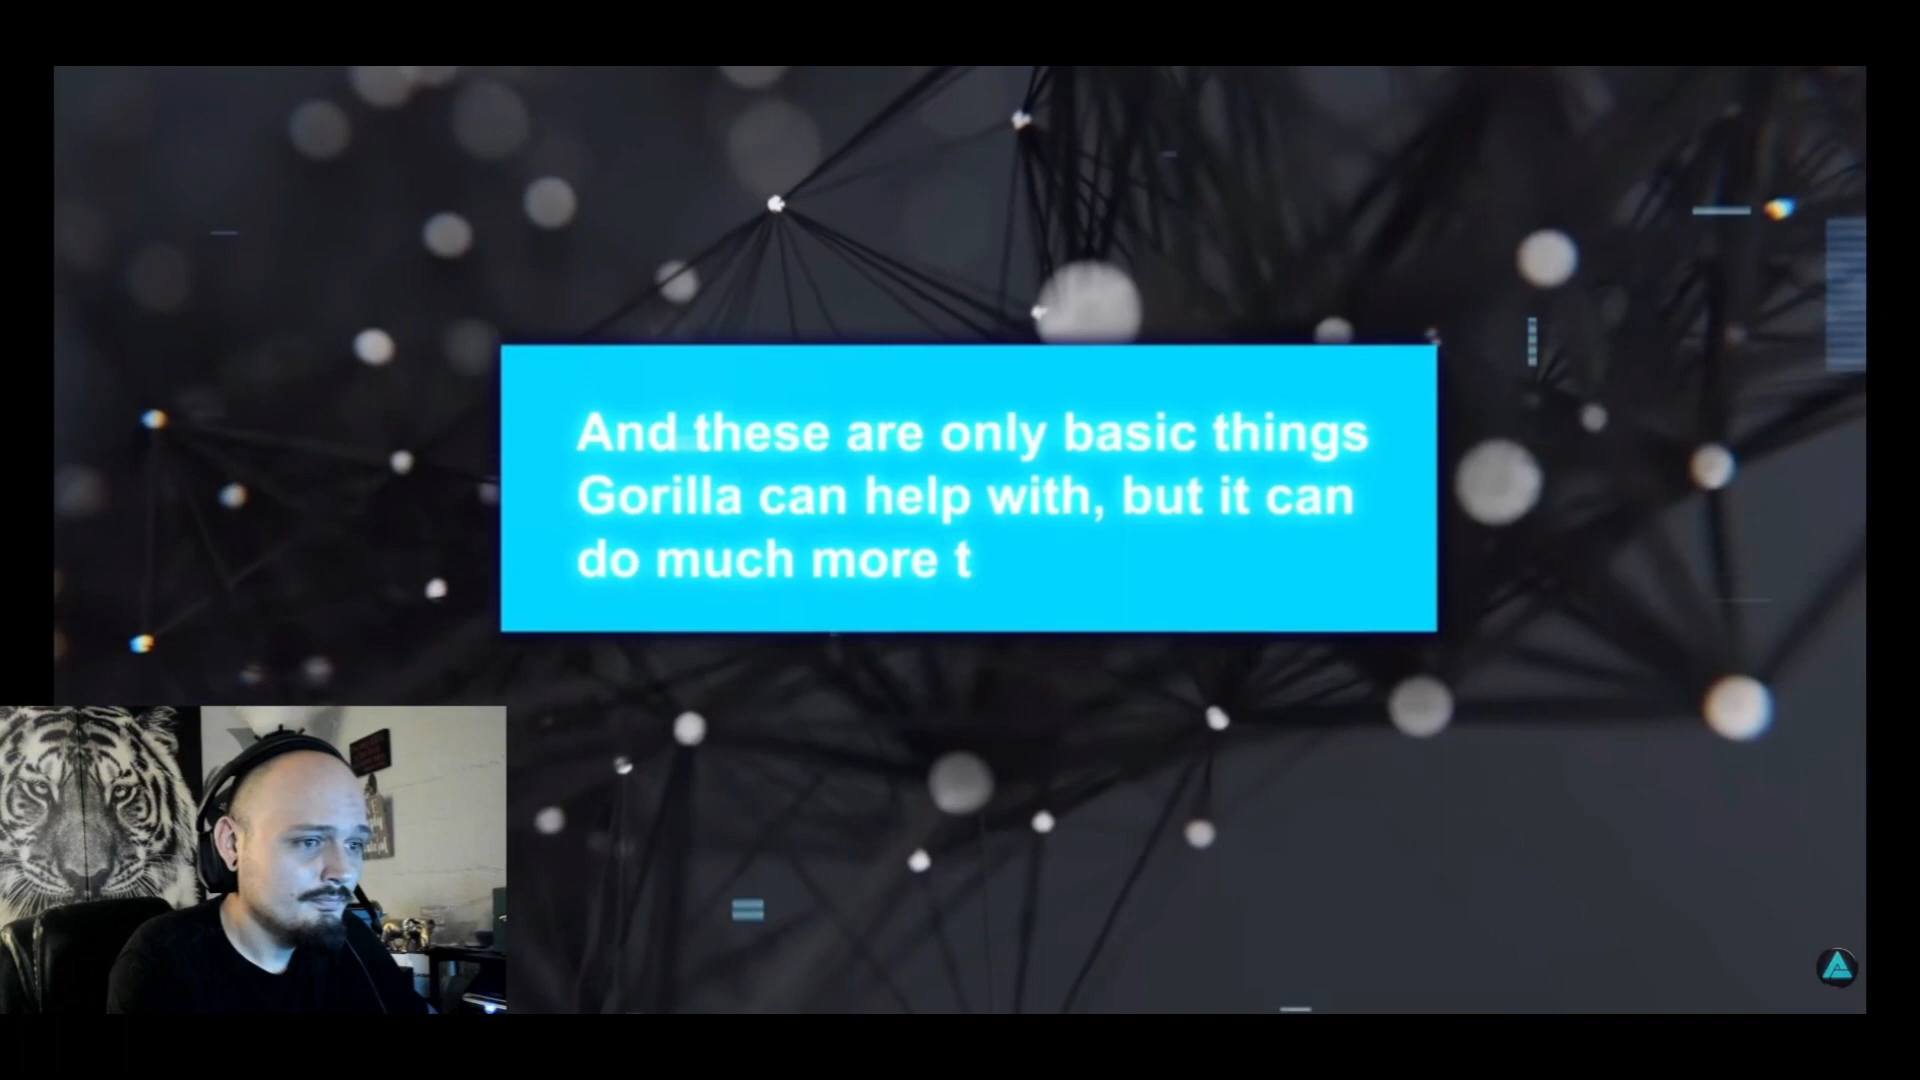 And these are only basic things
Gorilla can help with, but it can
do much more t